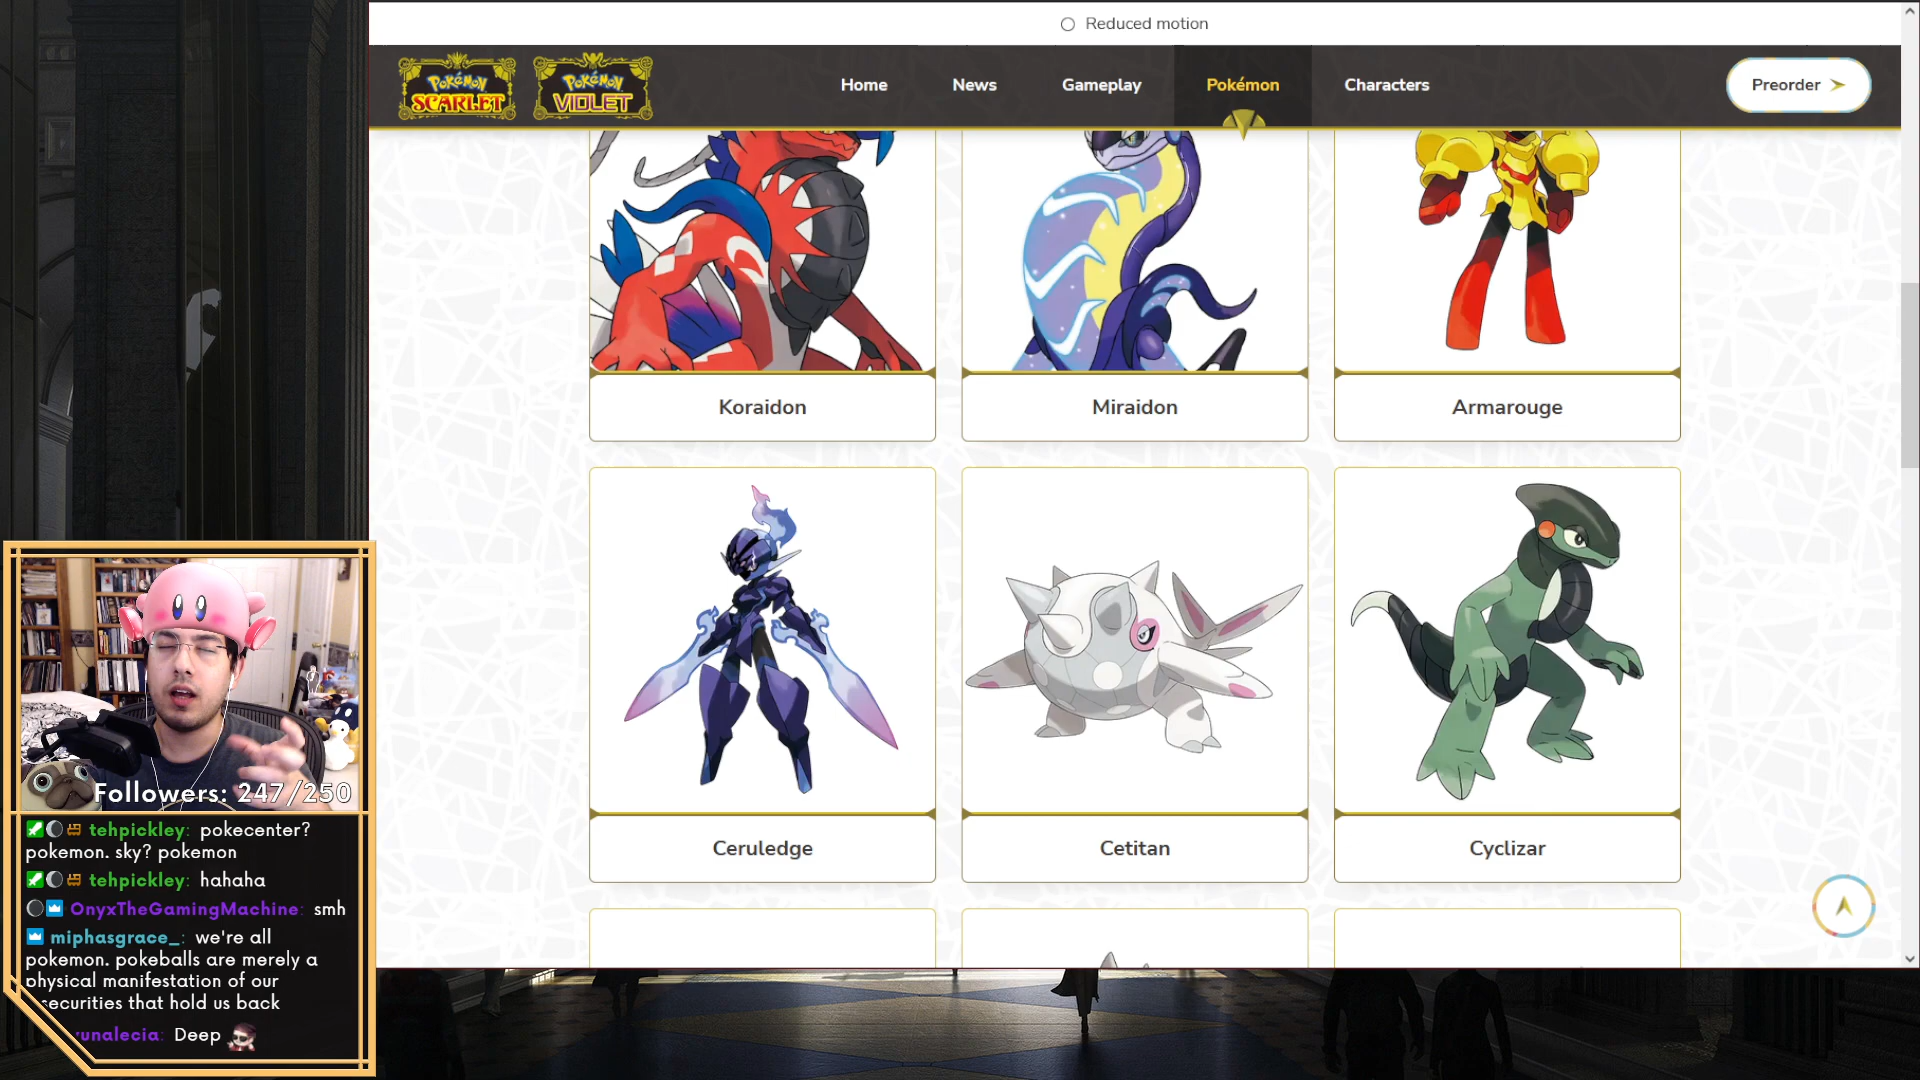 Reduced motion
Pokémon SCARLET
Pokémon VIOLET
Home
News
Gameplay
Pokémon
Characters
Preorder
Koraidon
Miraidon
Armarouge
Ceruledge
Cetitan
Cyclizar
Followers: 247/250
tehpickley: pokecenter?
pokemon. sky? pokemon
tehpickley: hahaha
OnyxTheGamingMachine: smh
miphasgrace_: we're all
pokemon. pokeballs are merely a
physical manifestation of our
securities that hold us back
unalecia: Deep